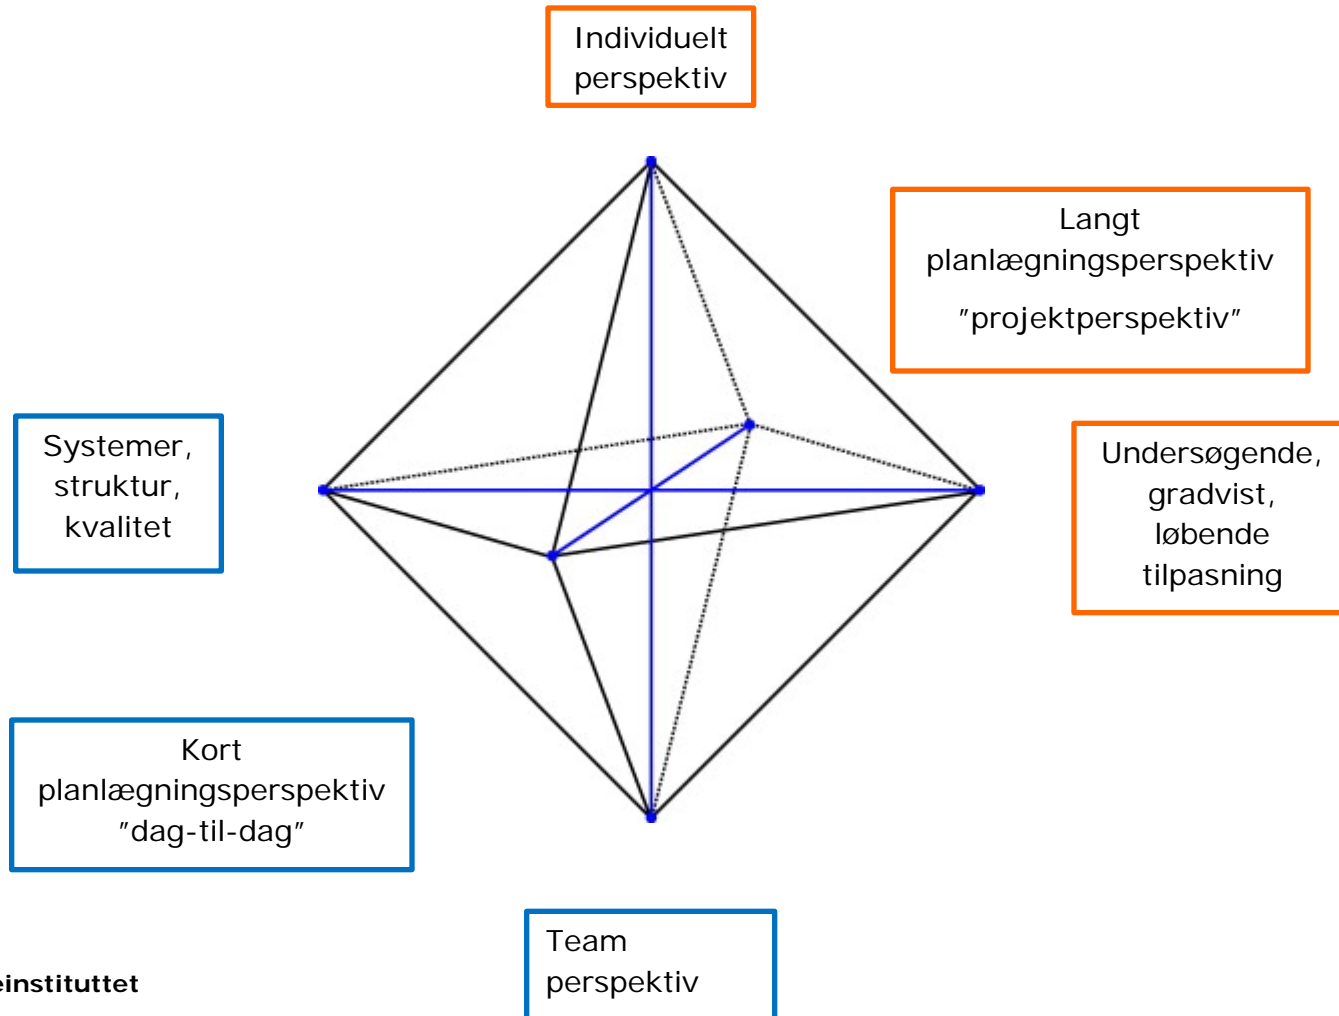 Individuelt
perspektiv
Langt
planlægningsperspektiv
”projektperspektiv”
Systemer,
struktur,
kvalitet
Undersøgende,
gradvist,
løbende
tilpasning
Kort
planlægningsperspektiv
”dag-til-dag”
Team
perspektiv
einstituttet